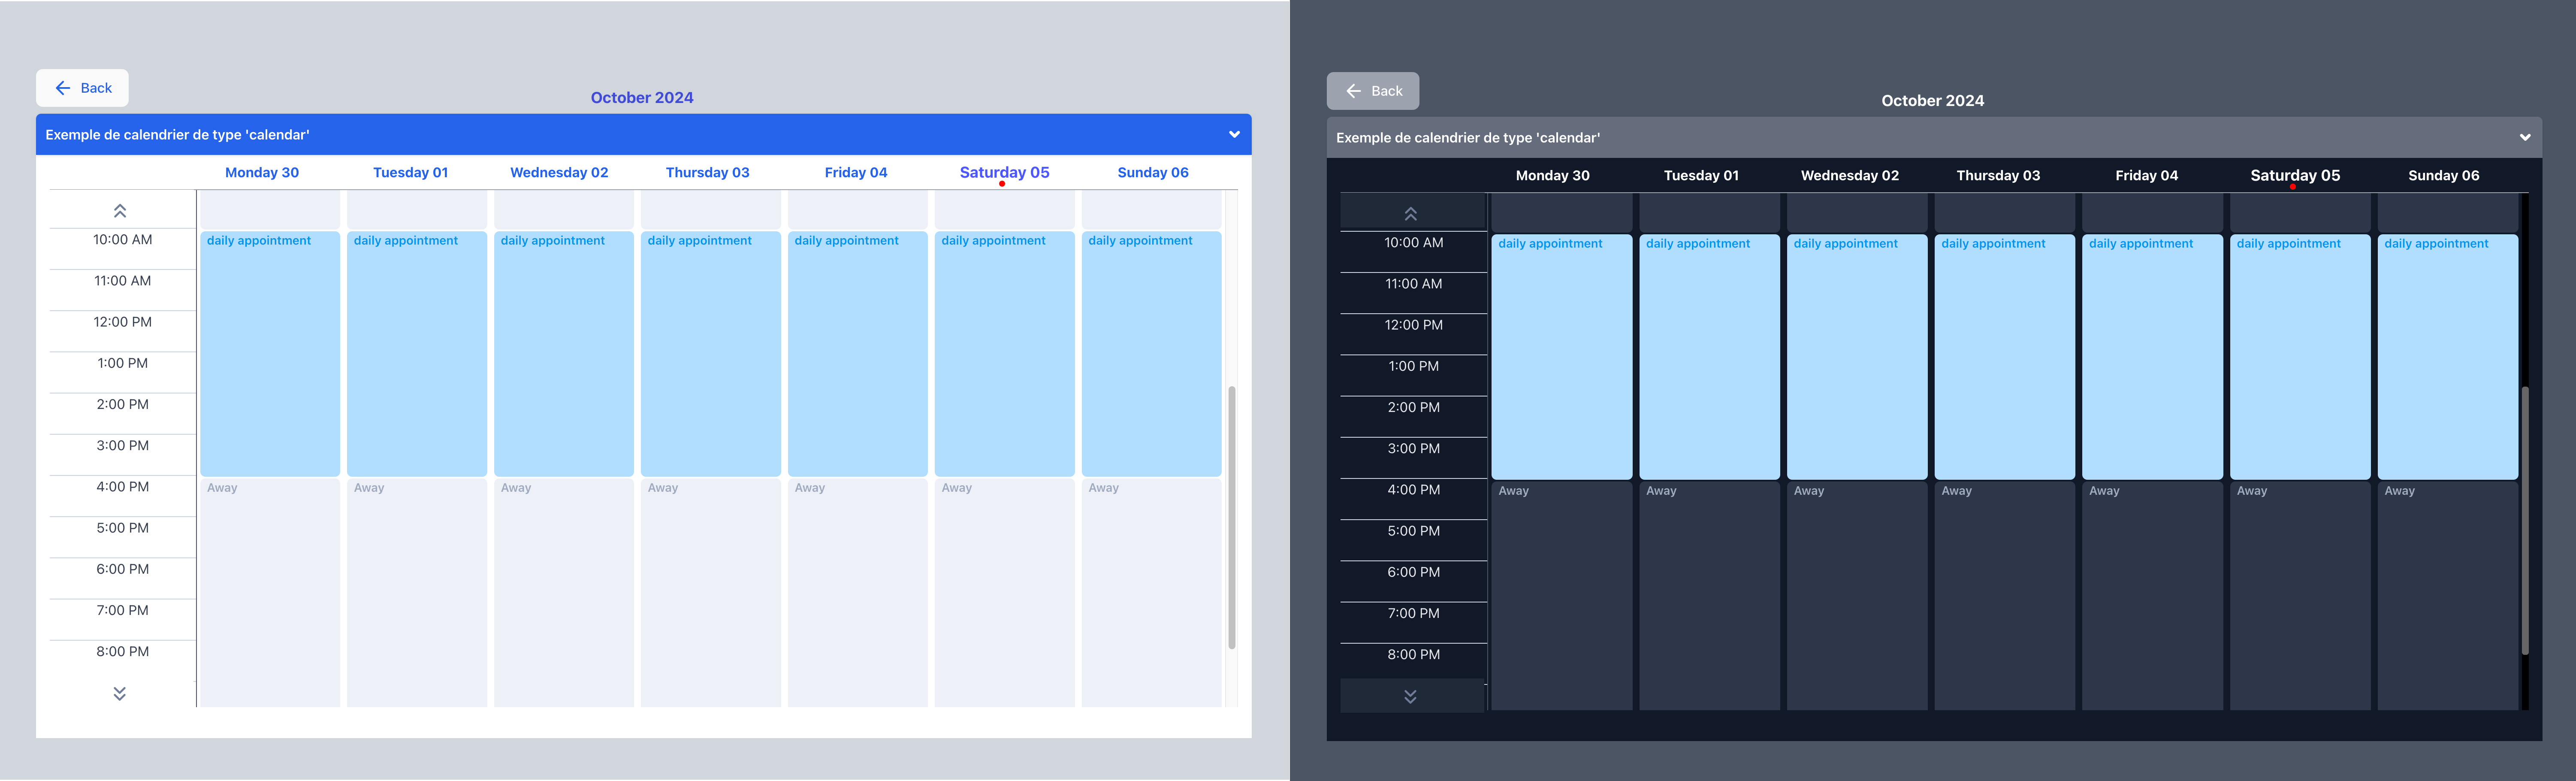 Back
October 2024
Exemple de calendrier de type 'calendar'
Monday 30 Tuesday 01 Wednesday 02 Thursday 03 Friday 04 Saturday 05 Sunday 06
10:00 AM daily appointment daily appointment daily appointment daily appointment daily appointment daily appointment daily appointment
11:00 AM
12:00 PM
1:00 PM
2:00 PM
3:00 PM
4:00 PM Away Away Away Away Away Away Away
5:00 PM
6:00 PM
7:00 PM
8:00 PM
Back
October 2024
Exemple de calendrier de type 'calendar'
Monday 30 Tuesday 01 Wednesday 02 Thursday 03 Friday 04 Saturday 05 Sunday 06
10:00 AM daily appointment daily appointment daily appointment daily appointment daily appointment daily appointment daily appointment
11:00 AM
12:00 PM
1:00 PM
2:00 PM
3:00 PM
4:00 PM Away Away Away Away Away Away Away
5:00 PM
6:00 PM
7:00 PM
8:00 PM